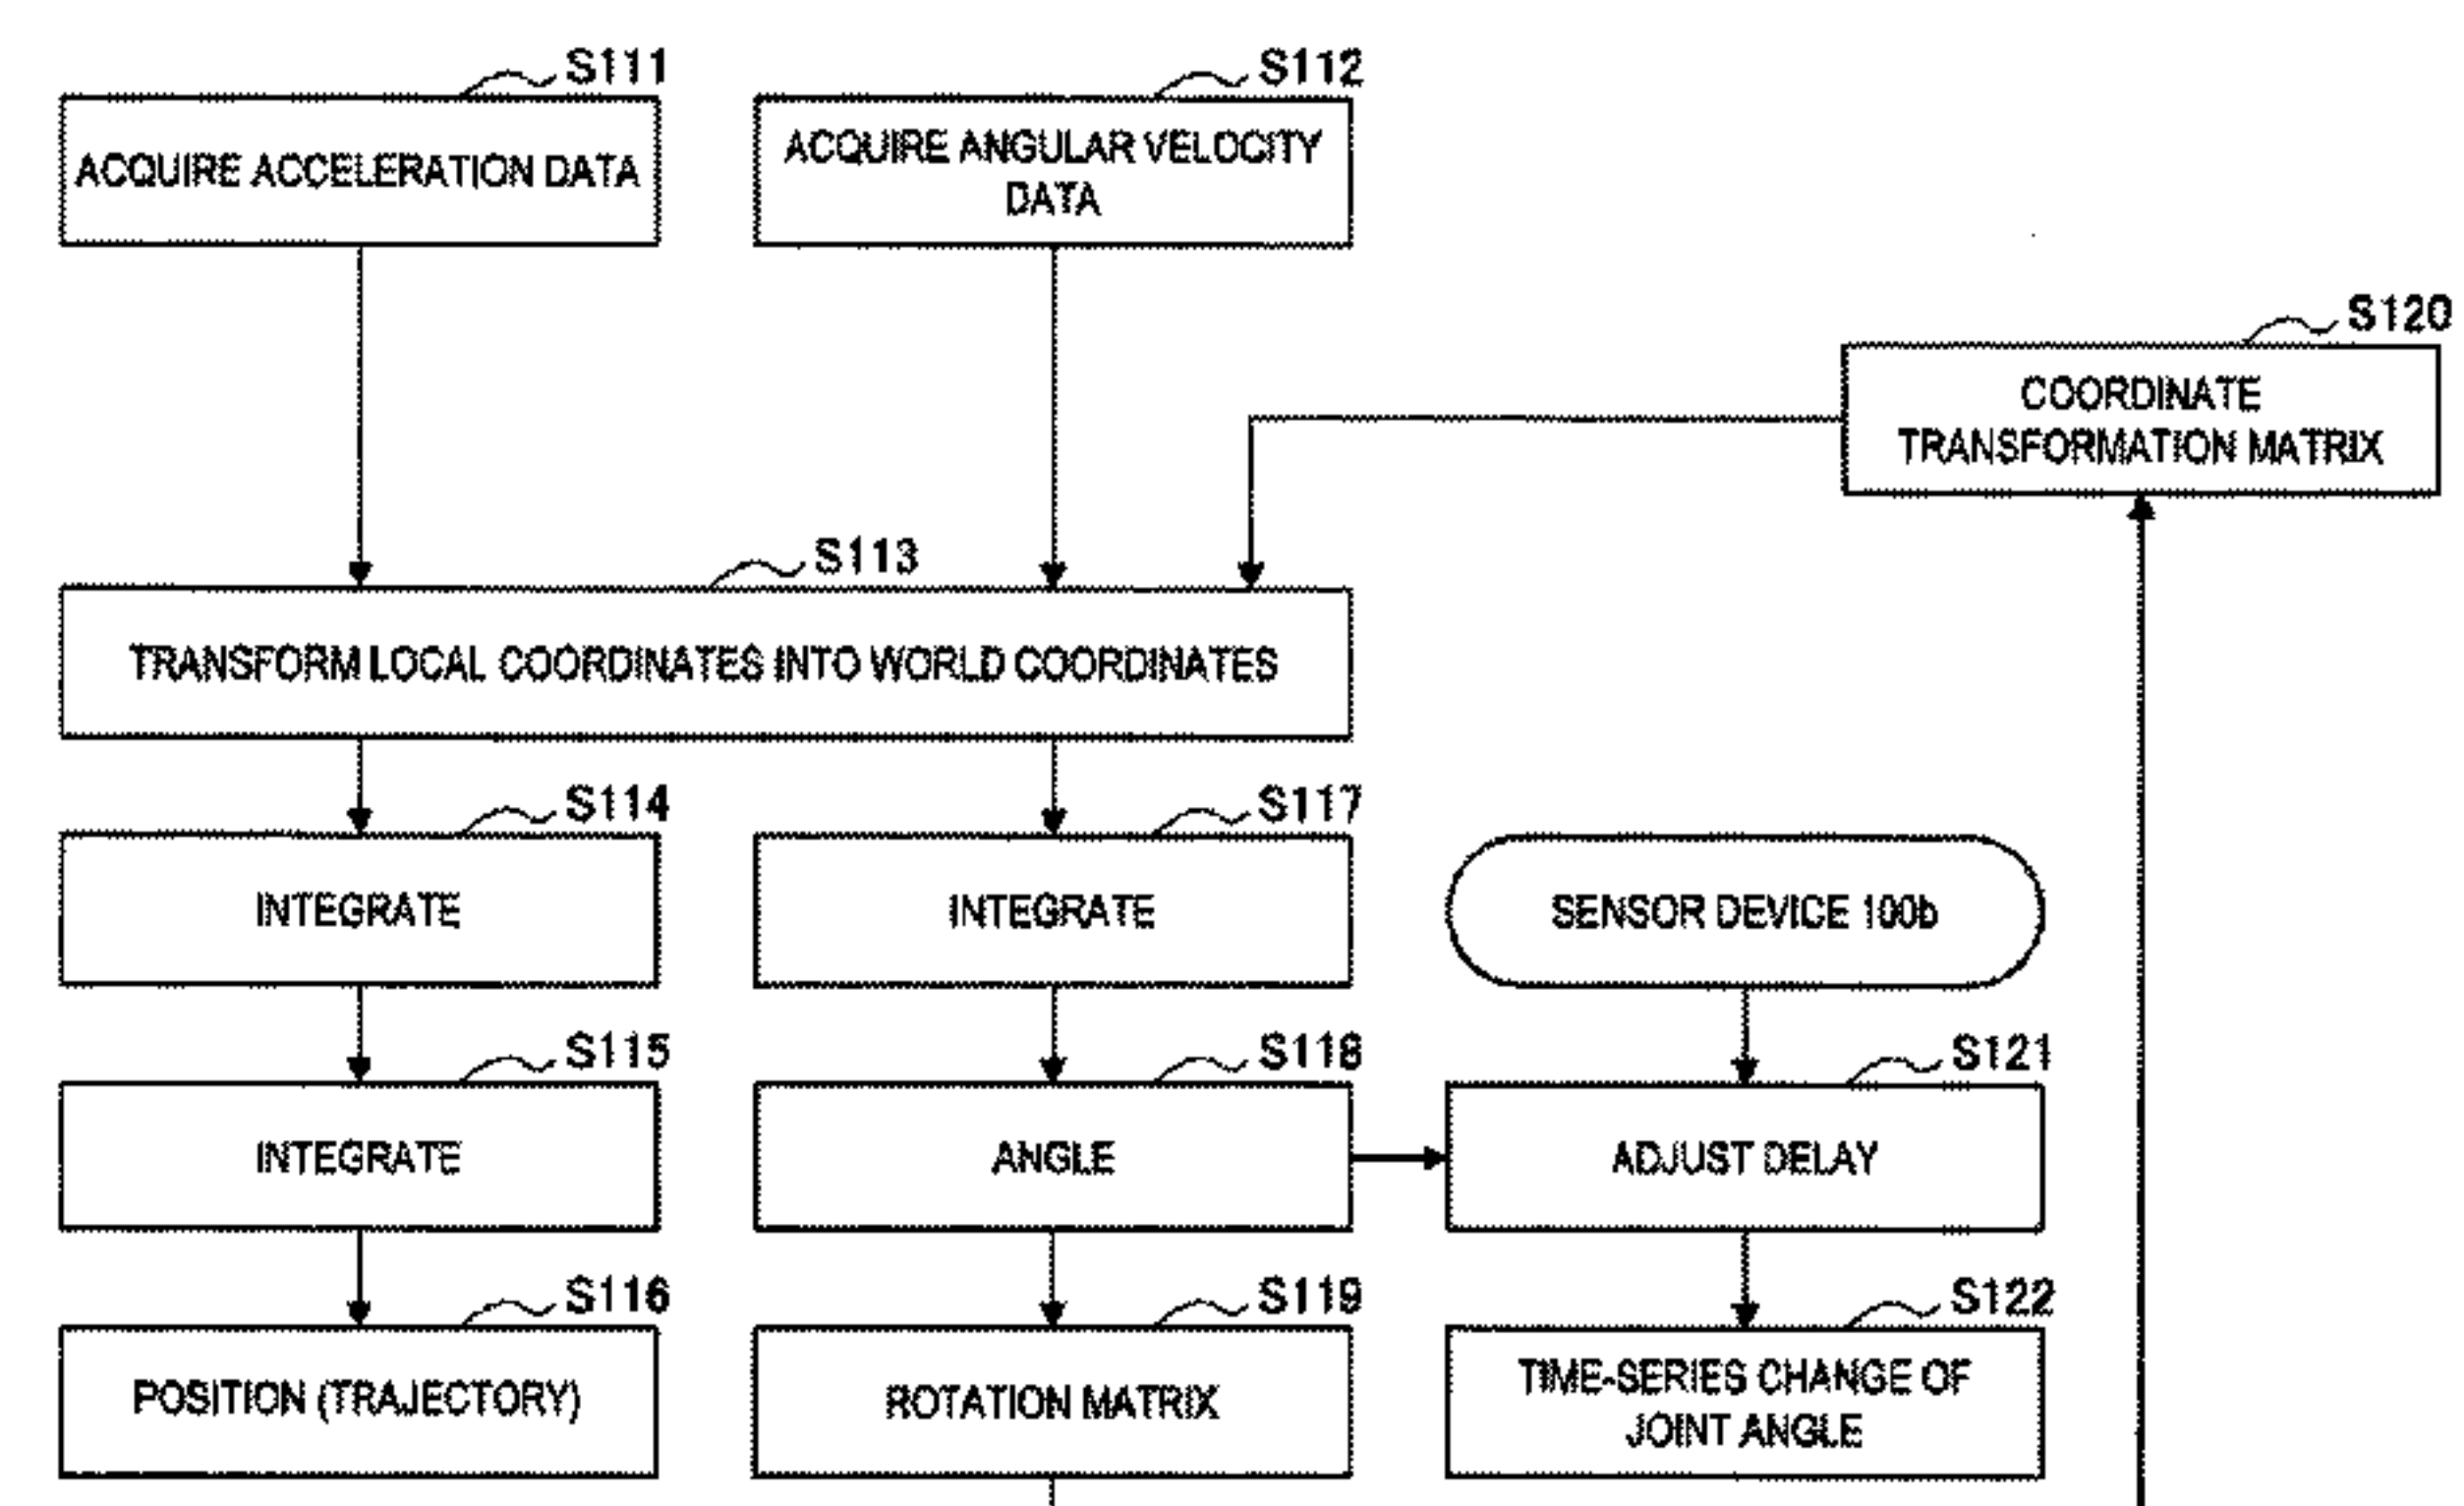 S111
ACQUIRE ACCELERATION DATA
S112
ACQUIRE ANGULAR VELOCITY
DATA
S120
COORDINATE
TRANSFORMATION MATRIX
S113
TRANSFORM LOCAL COORDINATES INTO WORLD COORDINATES
S114
INTEGRATE
S117
INTEGRATE
SENSOR DEVICE 100b
S115
INTEGRATE
S118
ANGLE
S121
ADJUST DELAY
S116
POSITION (TRAJECTORY)
S119
ROTATION MATRIX
S122
TIME-SERIES CHANGE OF
JOINT ANGLE